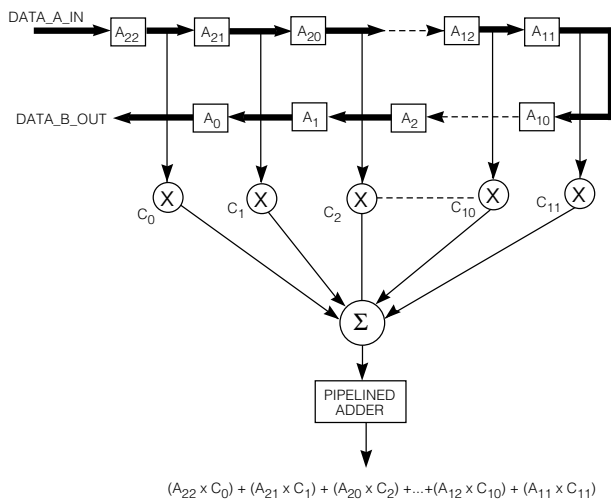 DATA_A_IN
A22 A21 A20 A12 A11
DATA_B_OUT A0 A1 A2 A10
X X X X X
C0 C1 C2 C10 C11
Σ
PIPELINED
ADDER
(A22 x C0) + (A21 x C1) + (A20 x C2) +...+(A12 x C10) + (A11 x C11)